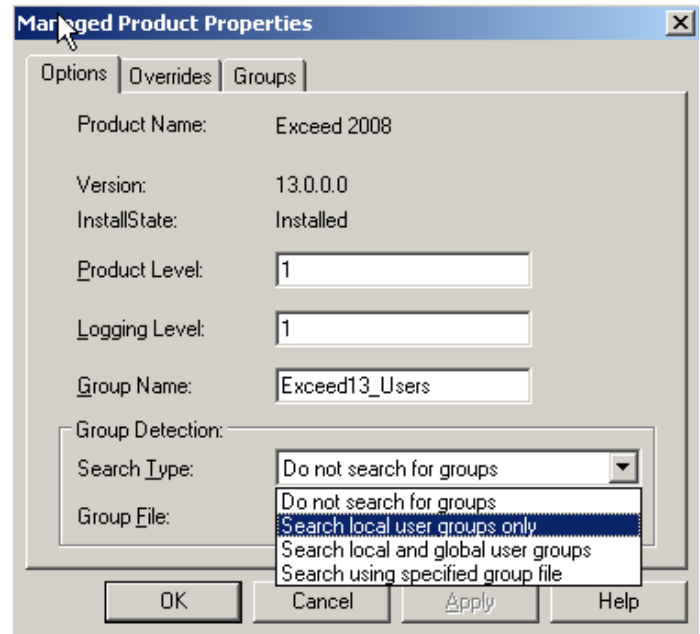 Managed Product Properties
Options Overrides Groups
Product Name: Exceed 2008
Version: 13.0.0.0
InstallState: Installed
Product Level: 1
Logging Level: 1
Group Name: Exceed13_Users
Group Detection:
Search Type: Do not search for groups
Do not search for groups
Group File: Search local user groups only
Search local and global user groups
Search using specified group file
OK Cancel Apply Help